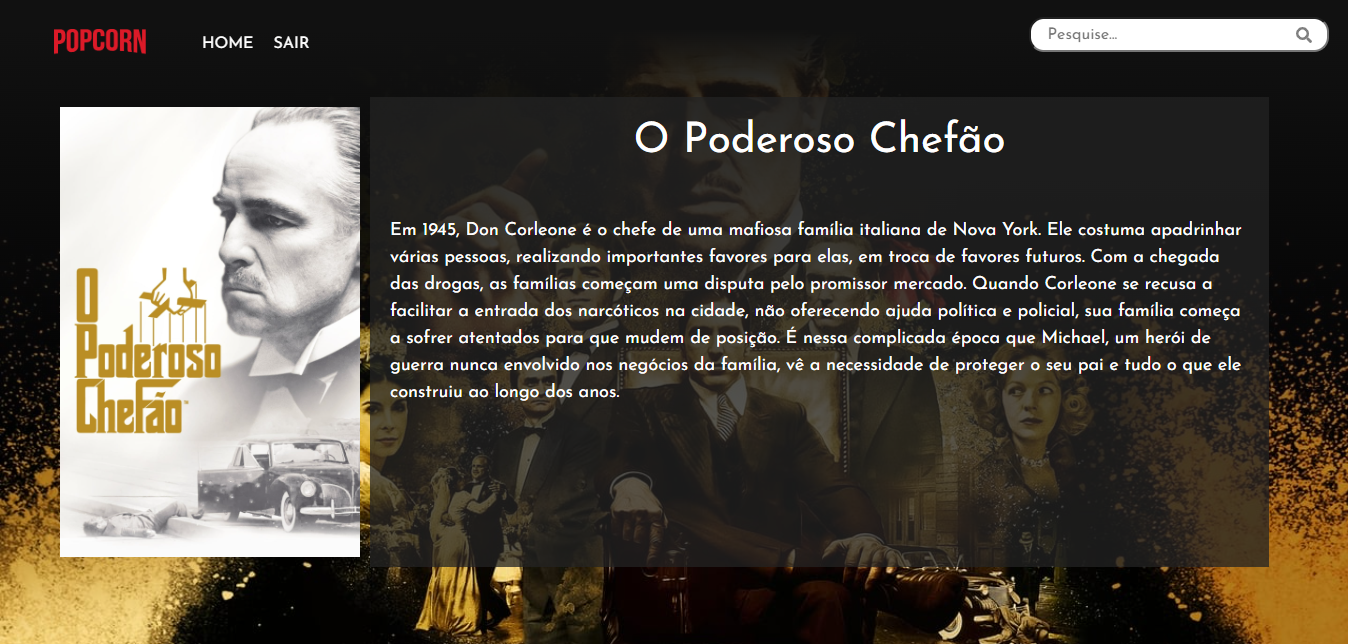 POPCORN
HOME
SAIR
Pesquise...
O Poderoso Chefão
O
Poderoso
Chefão™
Em 1945, Don Corleone é o chefe de uma mafiosa família italiana de Nova York. Ele costuma apadrinhar
várias pessoas, realizando importantes favores para elas, em troca de favores futuros. Com a chegada
das drogas, as famílias começam uma disputa pelo promissor mercado. Quando Corleone se recusa a
facilitar a entrada dos narcóticos na cidade, não oferecendo ajuda política e policial, sua família começa
a sofrer atentados para que mudem de posição. É nessa complicada época que Michael, um herói de
guerra nunca envolvido nos negócios da família, vê a necessidade de proteger o seu pai e tudo o que ele
construiu ao longo dos anos.